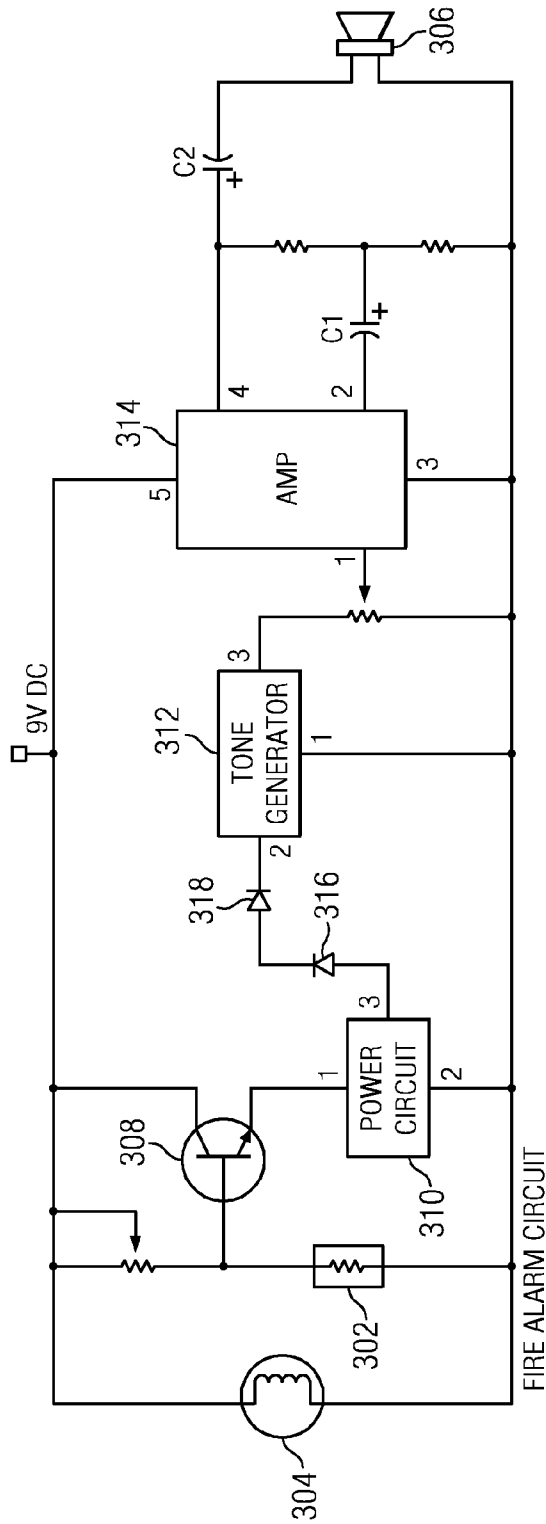 9V DC
304
302
308
POWER
CIRCUIT
1
2
3
310
316
318
312
TONE
GENERATOR
2
1
3
314
AMP
1
5
4
2
3
C1
+
C2
+
306
FIRE ALARM CIRCUIT